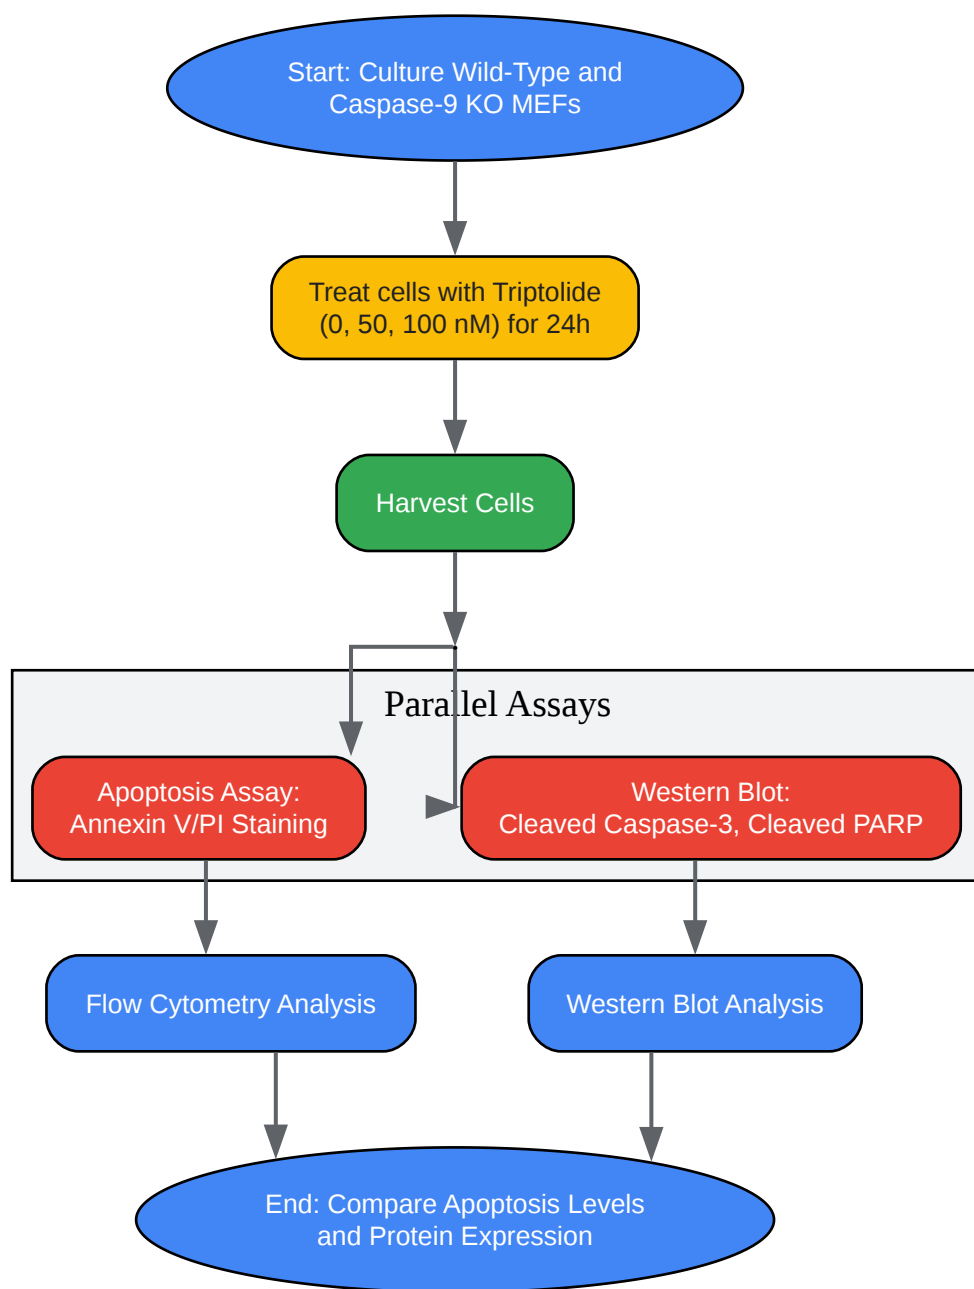 Start: Culture Wild-Type and
Caspase-9 KO MEFs
Treat cells with Triptolide
(0, 50, 100 nM) for 24h
Harvest Cells
Parallel Assays
Apoptosis Assay:
Annexin V/PI Staining
Western Blot:
Cleaved Caspase-3, Cleaved PARP
Flow Cytometry Analysis
Western Blot Analysis
End: Compare Apoptosis Levels
and Protein Expression